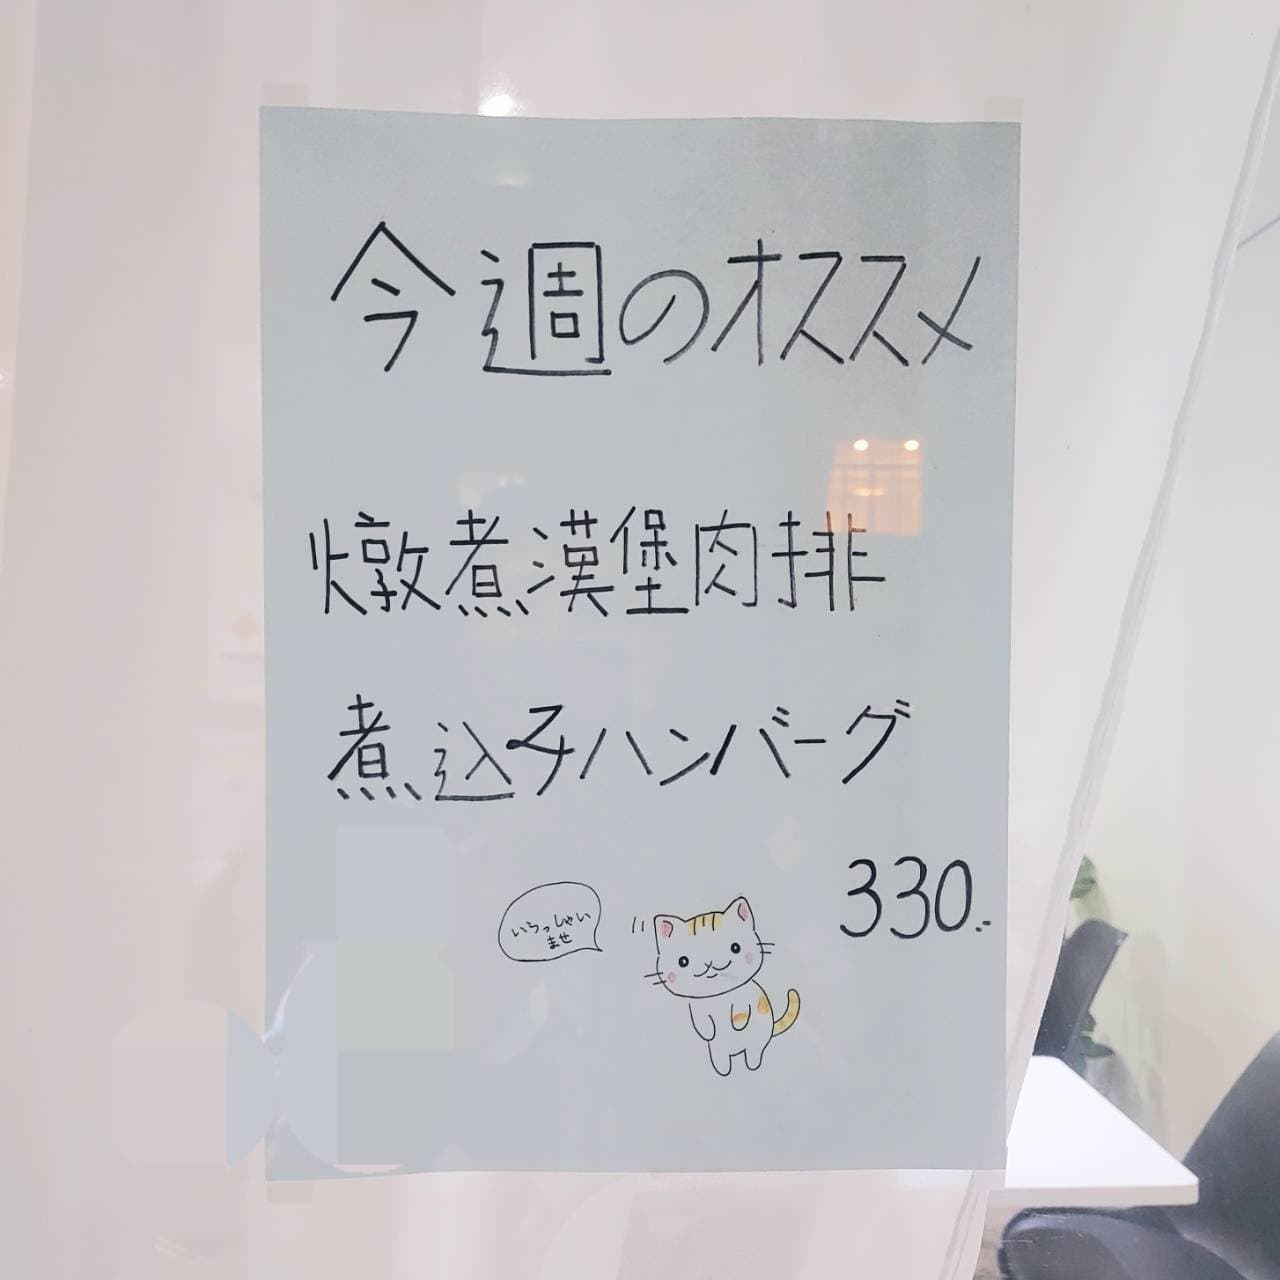 今週のオススメ
燉煮漢堡肉排
煮込みハンバーグ
330.-
いらっしゃい
ませ